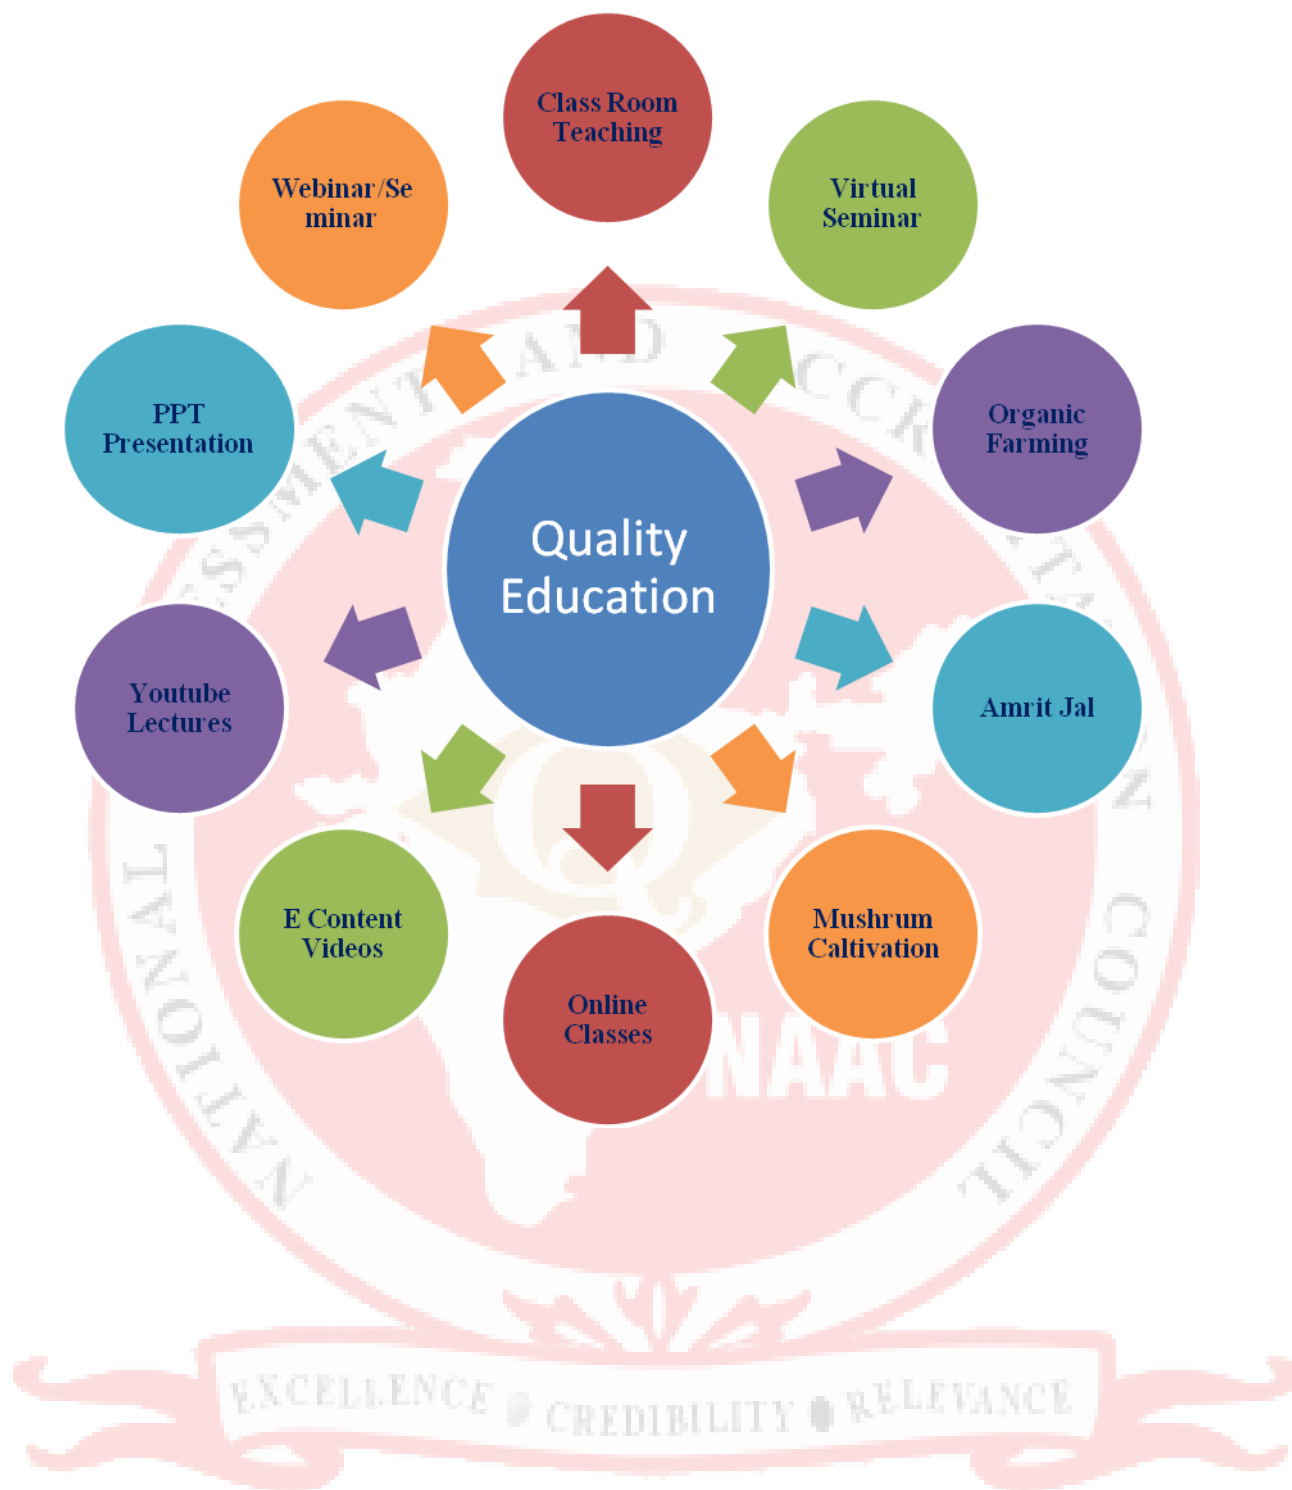 Class Room
Teaching
Virtual
Seminar
Organic
Farming
Amrit Jal
Mushrum
Caltivation
Online
Classes
E Content
Videos
Youtube
Lectures
PPT
Presentation
Webinar/Se
minar
Quality
Education
NATIONAL
AND
COUNCIL
NAAC
EXCELLENCE ● CREDIBILITY ● RELEVANCE